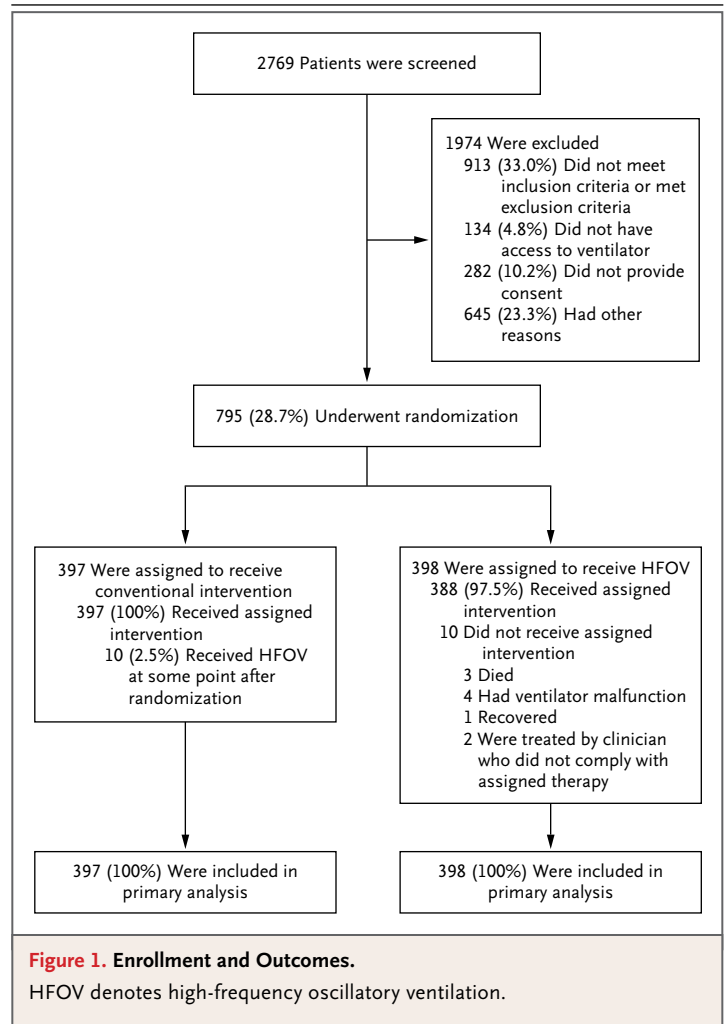 2769 Patients were screened
1974 Were excluded
913 (33.0%) Did not meet
inclusion criteria or met
exclusion criteria
134 (4.8%) Did not have
access to ventilator
282 (10.2%) Did not provide
consent
645 (23.3%) Had other
reasons
795 (28.7%) Underwent randomization
397 Were assigned to receive
conventional intervention
397 (100%) Received assigned
intervention
10 (2.5%) Received HFOV
at some point after
randomization
398 Were assigned to receive HFOV
388 (97.5%) Received assigned
intervention
10 Did not receive assigned
intervention
3 Died
4 Had ventilator malfunction
1 Recovered
2 Were treated by clinician
who did not comply with
assigned therapy
397 (100%) Were included in
primary analysis
398 (100%) Were included in
primary analysis
Figure 1. Enrollment and Outcomes.
HFOV denotes high-frequency oscillatory ventilation.